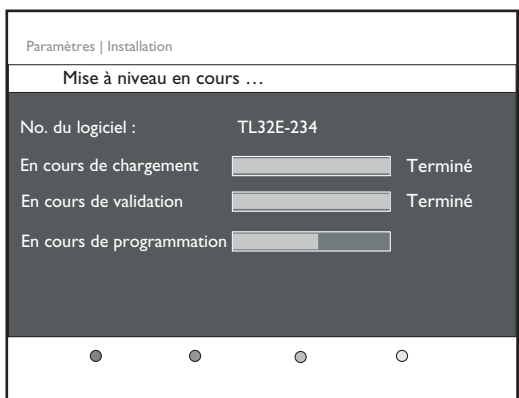 Paramètres | Installation
Mise à niveau en cours …
No. du logiciel : TL32E-234
En cours de chargement Terminé
En cours de validation Terminé
En cours de programmation